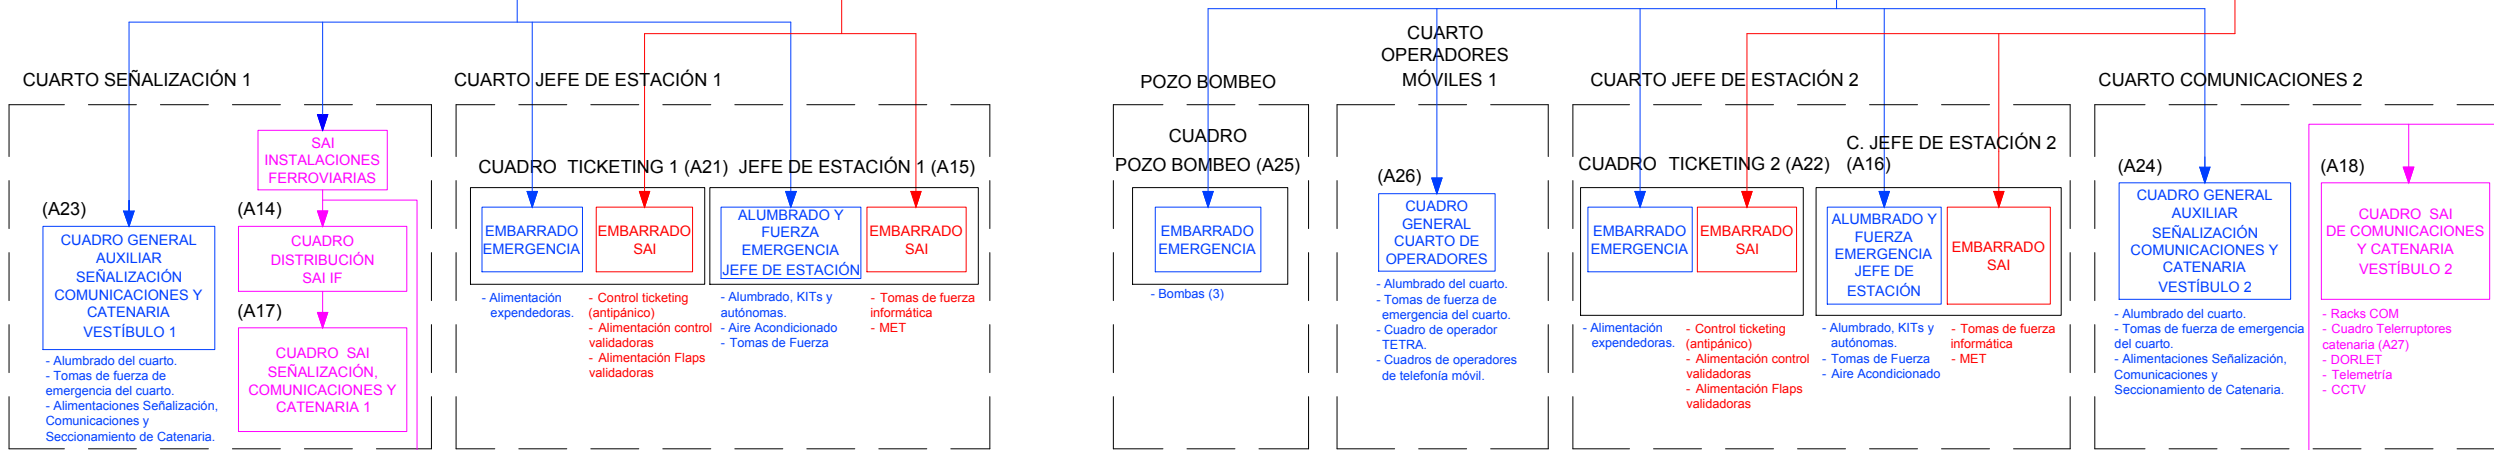 CUARTO SEÑALIZACIÓN 1
SAI
INSTALACIONES
FERROVIARIAS
(A23)
CUADRO GENERAL
AUXILIAR
SEÑALIZACIÓN
COMUNICACIONES Y
CATENARIA
VESTÍBULO 1
- Alumbrado del cuarto.
- Tomas de fuerza de
emergencia del cuarto.
- Alimentaciones Señalización,
Comunicaciones y
Seccionamiento de Catenaria.
(A14)
CUADRO
DISTRIBUCIÓN
SAI IF
(A17)
CUADRO SAI
SEÑALIZACIÓN,
COMUNICACIONES Y
CATENARIA 1
CUARTO JEFE DE ESTACIÓN 1
CUADRO TICKETING 1 (A21)
EMBARRADO
EMERGENCIA
- Alimentación
expendedoras.
EMBARRADO
SAI
- Control ticketing
(antipánico)
- Alimentación control
validadoras
- Alimentación Flaps
validadoras
JEFE DE ESTACIÓN 1 (A15)
ALUMBRADO Y
FUERZA
EMERGENCIA
JEFE DE ESTACIÓN
- Alumbrado, KITs y
autónomas.
- Aire Acondicionado
- Tomas de Fuerza
EMBARRADO
SAI
- Tomas de fuerza
informática
- MET
POZO BOMBEO
CUADRO
POZO BOMBEO (A25)
EMBARRADO
EMERGENCIA
- Bombas (3)
CUARTO
OPERADORES
MÓVILES 1
(A26)
CUADRO
GENERAL
CUARTO DE
OPERADORES
- Alumbrado del cuarto.
- Tomas de fuerza de
emergencia del cuarto.
- Cuadro de operador
TETRA.
- Cuadros de operadores
de telefonía móvil.
CUARTO JEFE DE ESTACIÓN 2
CUADRO TICKETING 2 (A22)
EMBARRADO
EMERGENCIA
- Alimentación
expendedoras.
EMBARRADO
SAI
- Control ticketing
(antipánico)
- Alimentación control
validadoras
- Alimentación Flaps
validadoras
C. JEFE DE ESTACIÓN 2
(A16)
ALUMBRADO Y
FUERZA
EMERGENCIA
JEFE DE
ESTACIÓN
- Alumbrado, KITs y
autónomas.
- Tomas de Fuerza
- Aire Acondicionado
EMBARRADO
SAI
- Tomas de fuerza
informática
- MET
CUARTO COMUNICACIONES 2
(A24)
CUADRO GENERAL
AUXILIAR
SEÑALIZACIÓN
COMUNICACIONES Y
CATENARIA
VESTÍBULO 2
- Alumbrado del cuarto.
- Tomas de fuerza de emergencia
del cuarto.
- Alimentaciones Señalización,
Comunicaciones y
Seccionamiento de Catenaria.
(A18)
CUADRO SAI
DE COMUNICACIONES
Y CATENARIA
VESTÍBULO 2
- Racks COM
- Cuadro Telerruptores
catenaria (A27)
- DORLET
- Telemetría
- CCTV